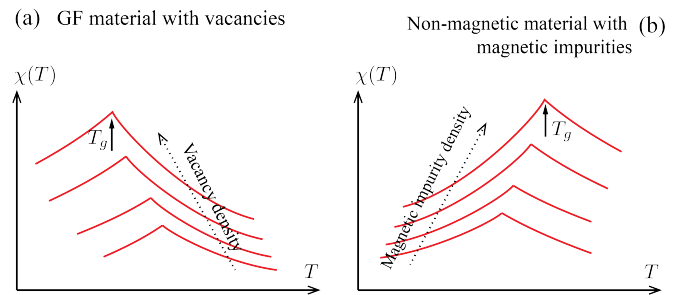 (a) GF material with vacancies
χ(T)
T_g
Vacancy density
T
Non-magnetic material with (b)
magnetic impurities
χ(T)
T_g
Magnetic impurity density
T